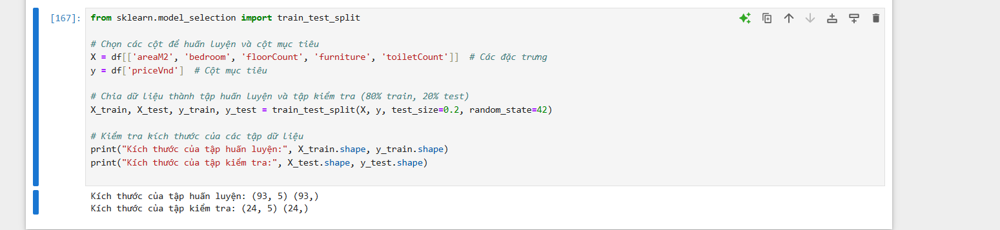 [167]: from sklearn.model_selection import train_test_split
# Chọn các cột để huấn luyện và cột mục tiêu
X = df[['areaM2', 'bedroom', 'floorCount', 'furniture', 'toiletCount']]  # Các đặc trưng
y = df['priceVnd']  # Cột mục tiêu
# Chia dữ liệu thành tập huấn luyện và tập kiểm tra (80% train, 20% test)
X_train, X_test, y_train, y_test = train_test_split(X, y, test_size=0.2, random_state=42)
# Kiểm tra kích thước của các tập dữ liệu
print("Kích thước của tập huấn luyện:", X_train.shape, y_train.shape)
print("Kích thước của tập kiểm tra:", X_test.shape, y_test.shape)
Kích thước của tập huấn luyện: (93, 5) (93,)
Kích thước của tập kiểm tra: (24, 5) (24,)